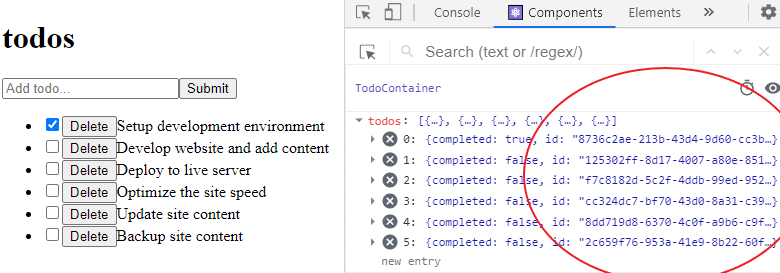 todos
Add todo... Submit
Delete Setup development environment
Delete Develop website and add content
Delete Deploy to live server
Delete Optimize the site speed
Delete Update site content
Delete Backup site content
Console Components Elements »
Search (text or /regex/)
TodoContainer
todos: [{…}, {…}, {…}, {…}, {…}, {…}]
0: {completed: true, id: "8736c2ae-213b-43d4-9d60-cc3b…}
1: {completed: false, id: "125302ff-8d17-4007-a80e-851…}
2: {completed: false, id: "f7c8182d-5c2f-4ddb-99ed-952…}
3: {completed: false, id: "cc324dc7-bf70-43d0-8a31-c39…}
4: {completed: false, id: "8dd719d8-6370-4c0f-a9b6-c9f…}
5: {completed: false, id: "2c659f76-953a-41e9-8b22-60f…}
new entry